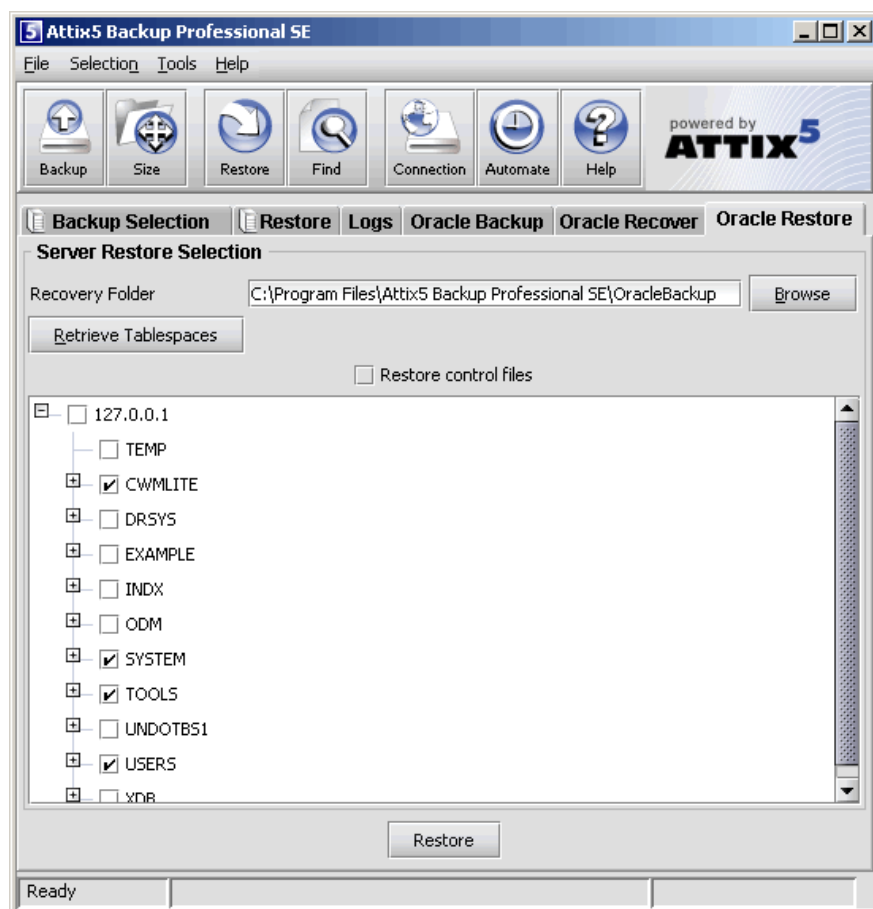 5 Attix5 Backup Professional SE
File Selection Tools Help
Backup Size Restore Find Connection Automate Help
powered by
ATTIX5
Backup Selection Restore Logs Oracle Backup Oracle Recover Oracle Restore
Server Restore Selection
Recovery Folder C:\Program Files\Attix5 Backup Professional SE\OracleBackup Browse
Retrieve Tablespaces
Restore control files
127.0.0.1
TEMP
CWMLITE
DRSYS
EXAMPLE
INDX
ODM
SYSTEM
TOOLS
UNDOTBS1
USERS
XDB
Restore
Ready